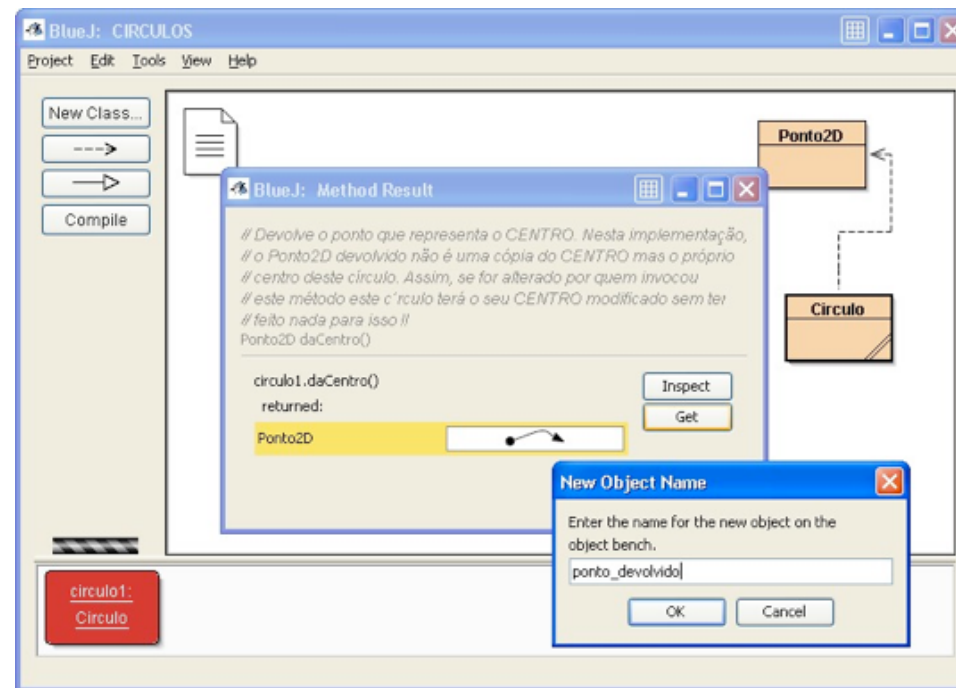 BlueJ: CIRCULOS
Project Edit Tools View Help
New Class...
Compile
Ponto2D
Circulo
BlueJ: Method Result
// Devolve o ponto que representa o CENTRO. Nesta implementação,
// o Ponto2D devolvido não é uma cópia do CENTRO mas o próprio
// centro deste círculo. Assim, se for alterado por quem invocou
// este método este c´rculo terá o seu CENTRO modificado sem ter
// feito nada para isso !!
Ponto2D daCentro()
circulo1.daCentro()
returned:
Ponto2D
Inspect
Get
New Object Name
Enter the name for the new object on the
object bench.
ponto_devolvido
OK Cancel
circulo1:
Circulo